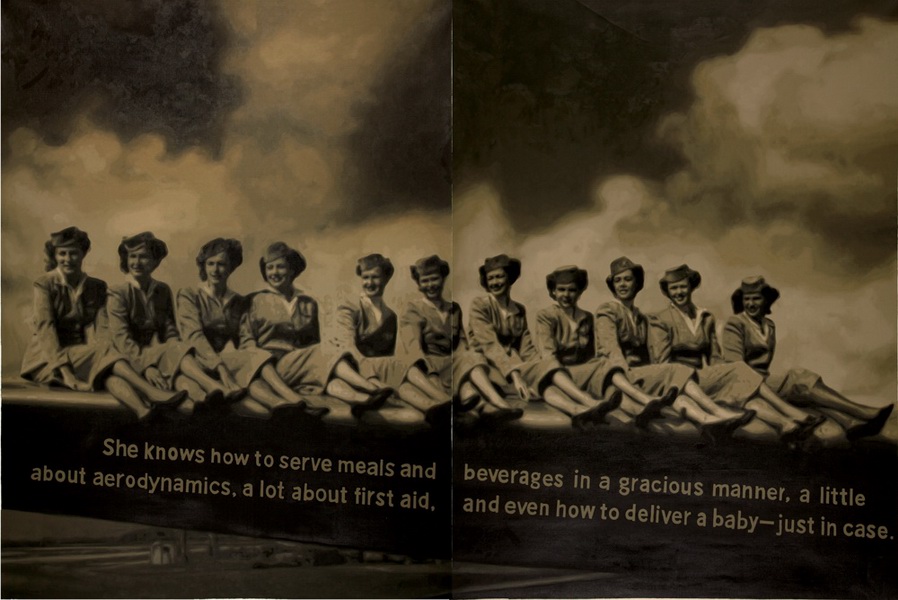 She knows how to serve meals and beverages in a gracious manner, a little
about aerodynamics, a lot about first aid, and even how to deliver a baby—just in case.